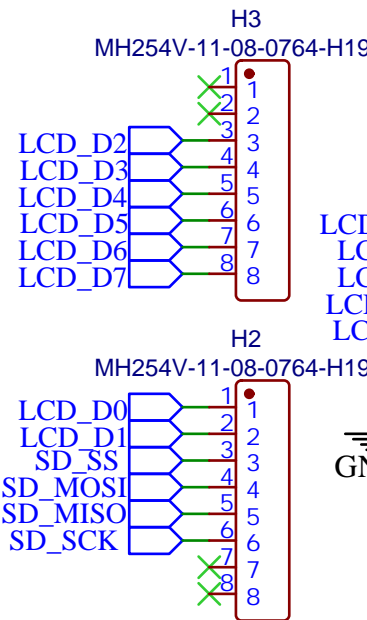 H3
MH254V-11-08-0764-H19
1 1
2 2
LCD_D2 3 3
LCD_D3 4 4
LCD_D4 5 5
LCD_D5 6 6
LCD_D6 7 7
LCD_D7 8 8
H2
MH254V-11-08-0764-H19
LCD_D0 1 1
LCD_D1 2 2
SD_SS 3 3
SD_MOSI 4 4
SD_MISO 5 5
SD_SCK 6 6
7 7
8 8